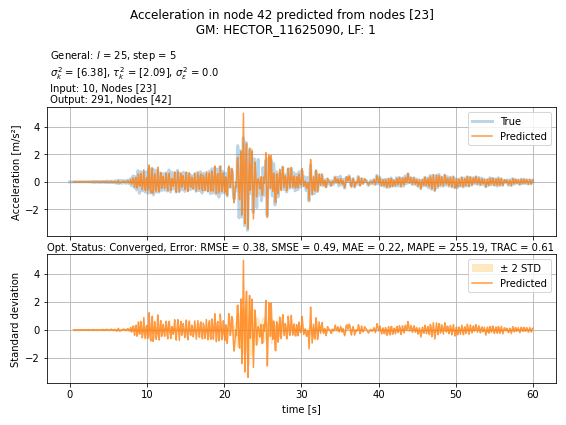 Acceleration in node 42 predicted from nodes [23]
GM: HECTOR_11625090, LF: 1
General: l = 25, step = 5
σ²ₖ = [6.38], τ²ₖ = [2.09], σ²ε = 0.0
Input: 10, Nodes [23]
Output: 291, Nodes [42]
Acceleration [m/s²]
4
2
0
−2
True
Predicted
Opt. Status: Converged, Error: RMSE = 0.38, SMSE = 0.49, MAE = 0.22, MAPE = 255.19, TRAC = 0.61
Standard deviation
4
2
0
−2
± 2 STD
Predicted
0 10 20 30 40 50 60
time [s]